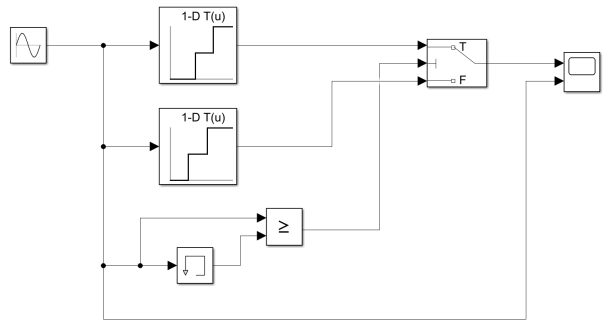 1-D T(u)
T
F
1-D T(u)
≥